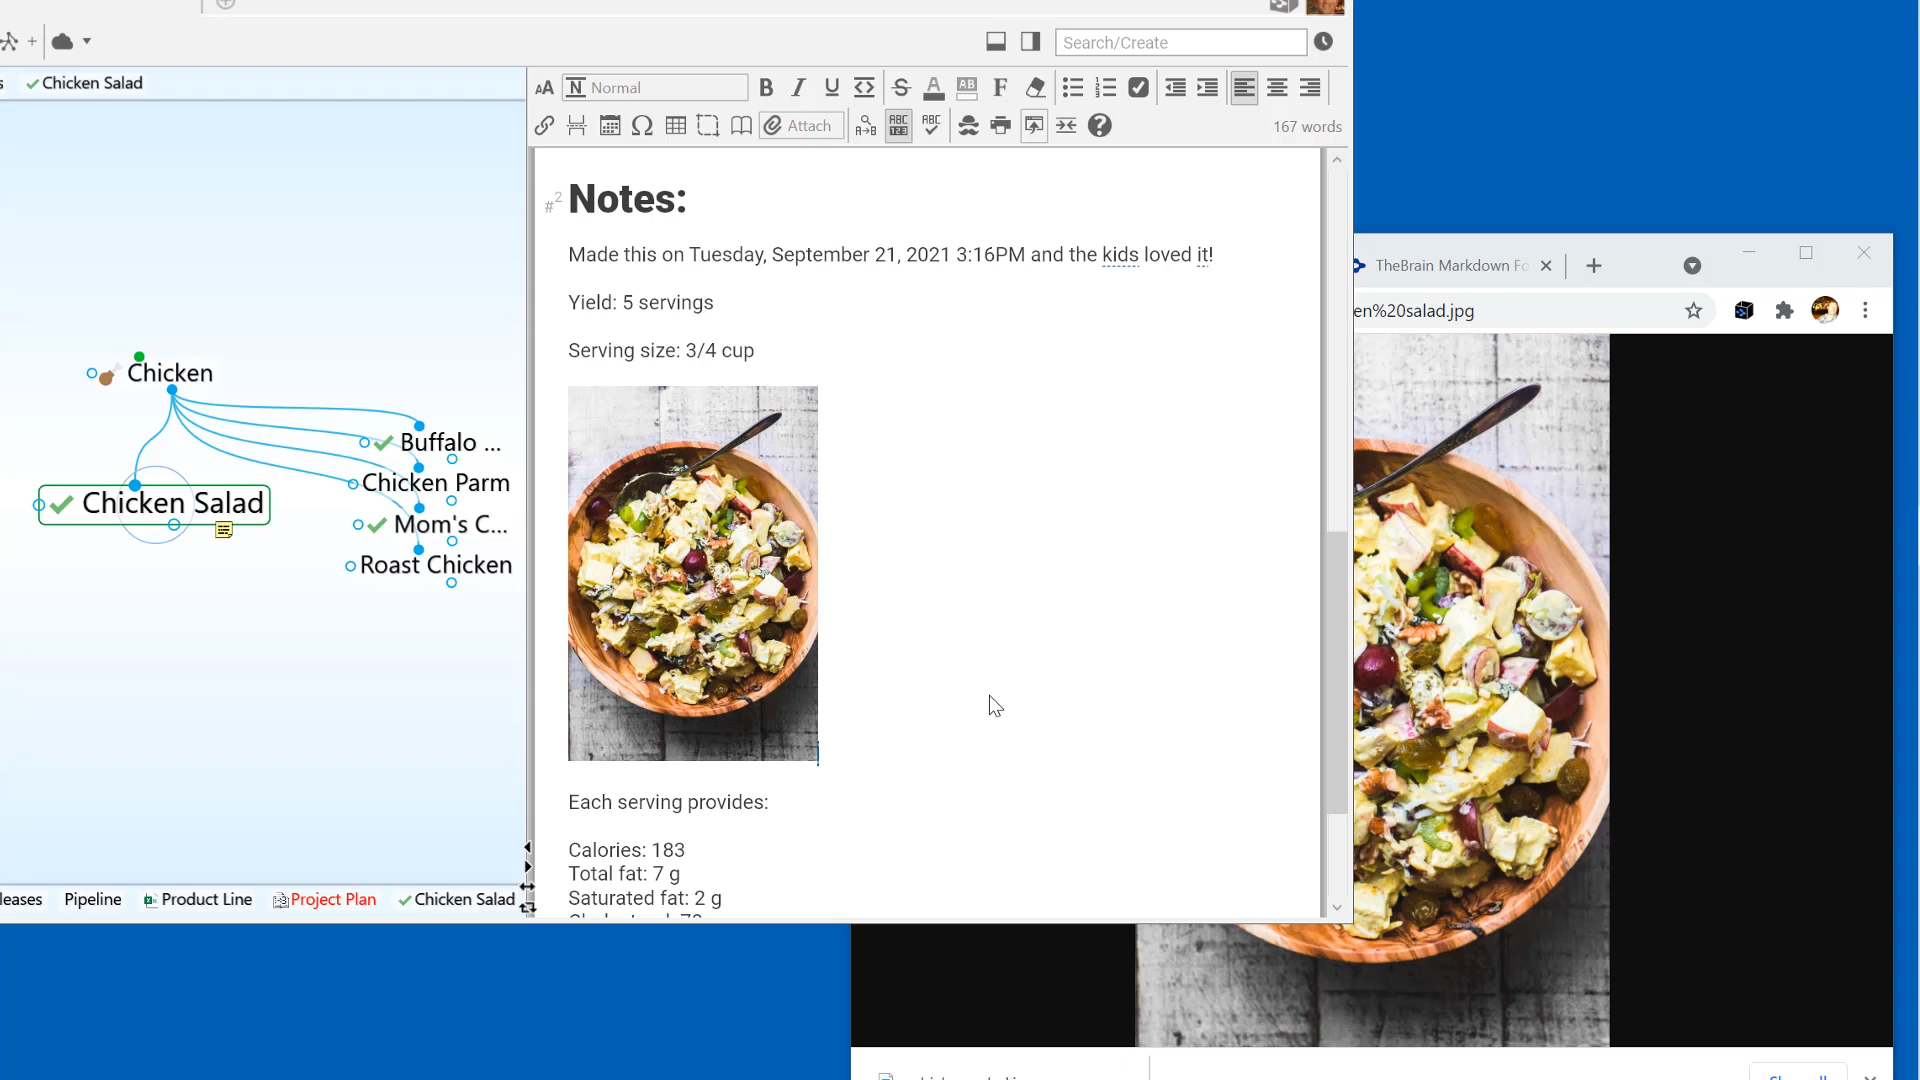 Search/Create
Chicken Salad
Normal
Attach
167 words
#2 Notes:
Made this on Tuesday, September 21, 2021 3:16PM and the kids loved it!
Yield: 5 servings
Serving size: 3/4 cup
Each serving provides:
Calories: 183
Total fat: 7 g
Saturated fat: 2 g
Chicken
Buffalo ...
Chicken Parm
Chicken Salad
Mom's C...
Roast Chicken
eleases
Pipeline
Product Line
Project Plan
Chicken Salad
TheBrain Markdown Fo
en%20salad.jpg